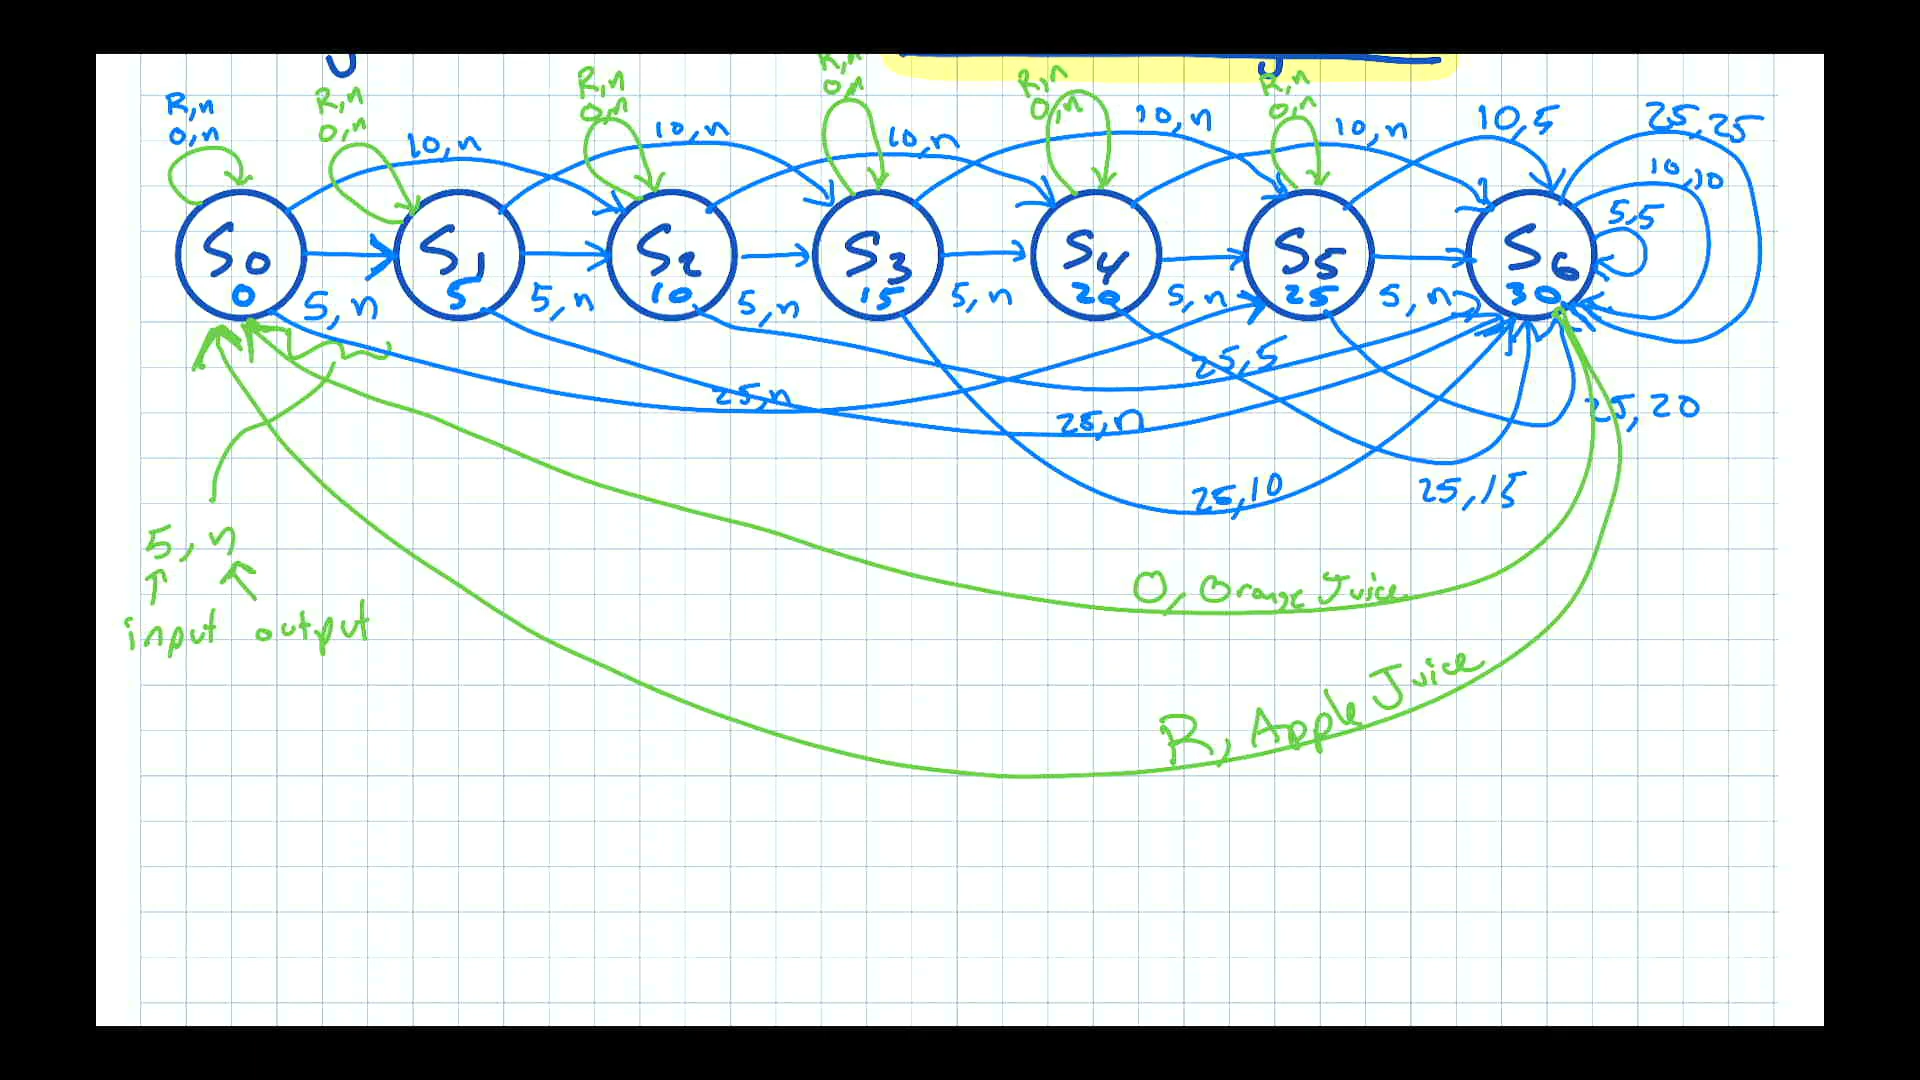 R,n
0,n
R,n
0,n
R,n
0,n
R,n
0,n
R,n
0,n
R,n
0,n
10,n
10,n
10,n
10,n
10,n
10,5
25,25
10,10
5,5
S0
0
S1
5
S2
10
S3
15
S4
20
S5
25
S6
30
5,n
5,n
5,n
5,n
5,n
5,n
25,n
25,n
25,5
25,10
25,15
25,20
5,n
input output
O, Orange Juice
R, Apple Juice